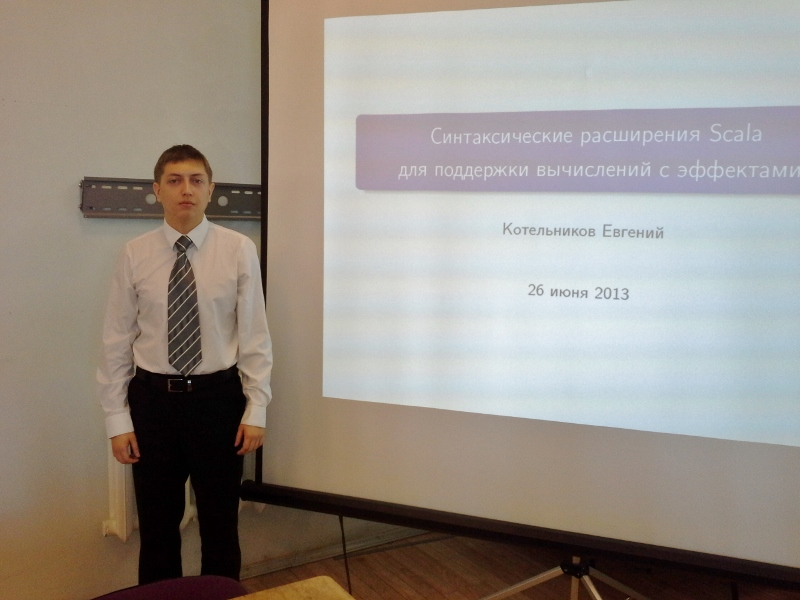 Синтаксические расширения Scala
для поддержки вычислений с эффектами
Котельников Евгений
26 июня 2013